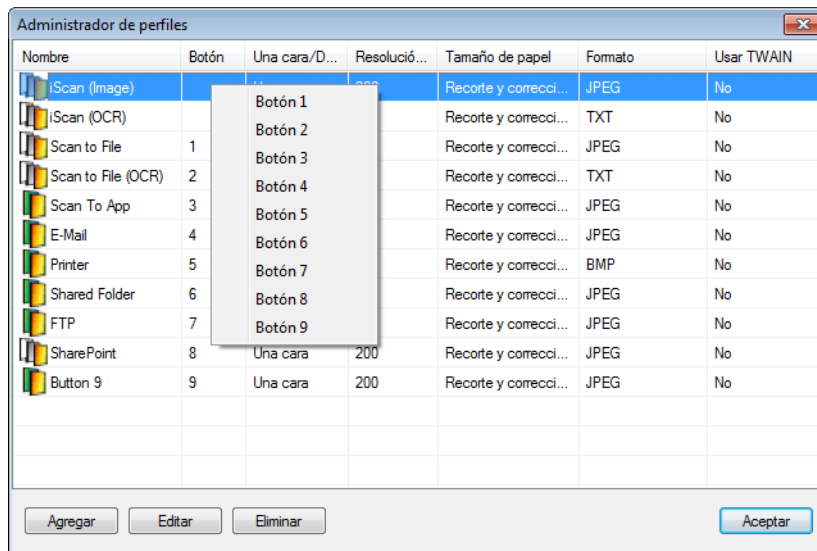 Administrador de perfiles
Nombre Botón Una cara/D... Resolució... Tamaño de papel Formato Usar TWAIN
iScan (Image) Recorte y correcci... JPEG No
iScan (OCR) Recorte y correcci... TXT No
Scan to File 1 Recorte y correcci... JPEG No
Scan to File (OCR) 2 Recorte y correcci... TXT No
Scan To App 3 Recorte y correcci... JPEG No
E-Mail 4 Recorte y correcci... JPEG No
Printer 5 Recorte y correcci... BMP No
Shared Folder 6 Recorte y correcci... JPEG No
FTP 7 Recorte y correcci... JPEG No
SharePoint 8 Una cara 200 Recorte y correcci... JPEG No
Button 9 9 Una cara 200 Recorte y correcci... JPEG No
Botón 1
Botón 2
Botón 3
Botón 4
Botón 5
Botón 6
Botón 7
Botón 8
Botón 9
Agregar Editar Eliminar Aceptar